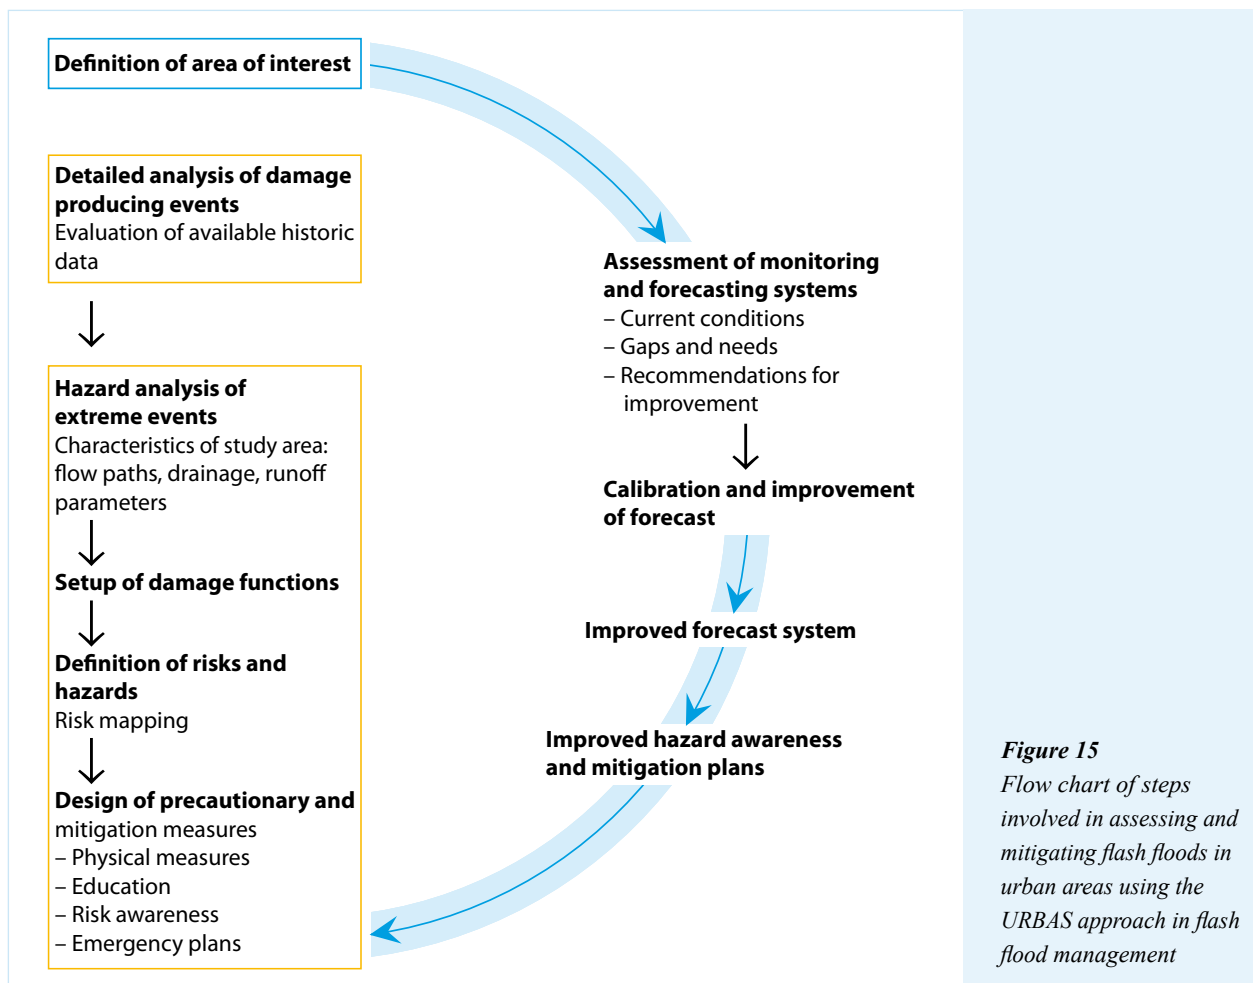 Definition of area of interest
Detailed analysis of damage
producing events
Evaluation of available historic
data
Hazard analysis of
extreme events
Characteristics of study area:
flow paths, drainage, runoff
parameters
Setup of damage functions
Definition of risks and
hazards
Risk mapping
Design of precautionary and
mitigation measures
– Physical measures
– Education
– Risk awareness
– Emergency plans
Assessment of monitoring
and forecasting systems
– Current conditions
– Gaps and needs
– Recommendations for
improvement
Calibration and improvement
of forecast
Improved forecast system
Improved hazard awareness
and mitigation plans
Figure 15
Flow chart of steps
involved in assessing and
mitigating flash floods in
urban areas using the
URBAS approach in flash
flood management